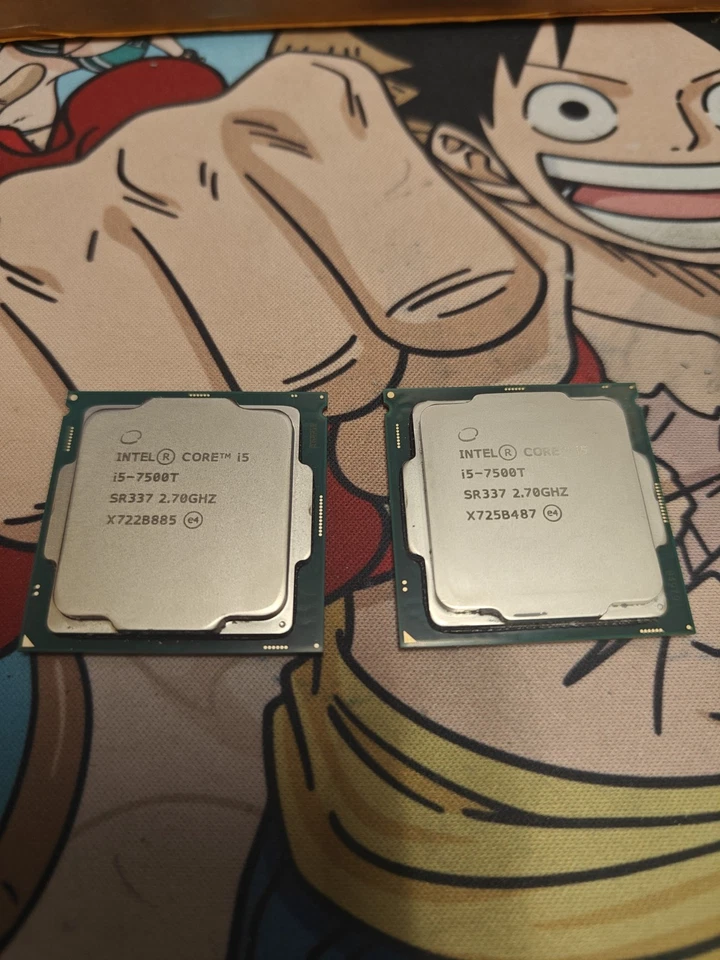 INTEL® CORE™ i5
i5-7500T
SR337 2.70GHZ
X722B885 e4
INTEL® CORE
i5-7500T
SR337 2.70GHZ
X725B487 e4